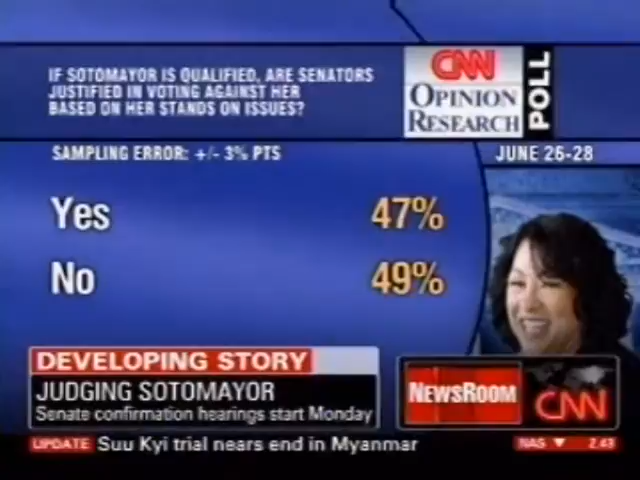 IF SOTOMAYOR IS QUALIFIED, ARE SENATORS
JUSTIFIED IN VOTING AGAINST HER
BASED ON HER STANDS ON ISSUES?
CNN
OPINION
RESEARCH
POLL
SAMPLING ERROR: +/- 3% PTS
JUNE 26-28
Yes 47%
No 49%
DEVELOPING STORY
JUDGING SOTOMAYOR
Senate confirmation hearings start Monday
NEWSROOM
CNN
UPDATE Suu Kyi trial nears end in Myanmar
NAS ▼ 2.43